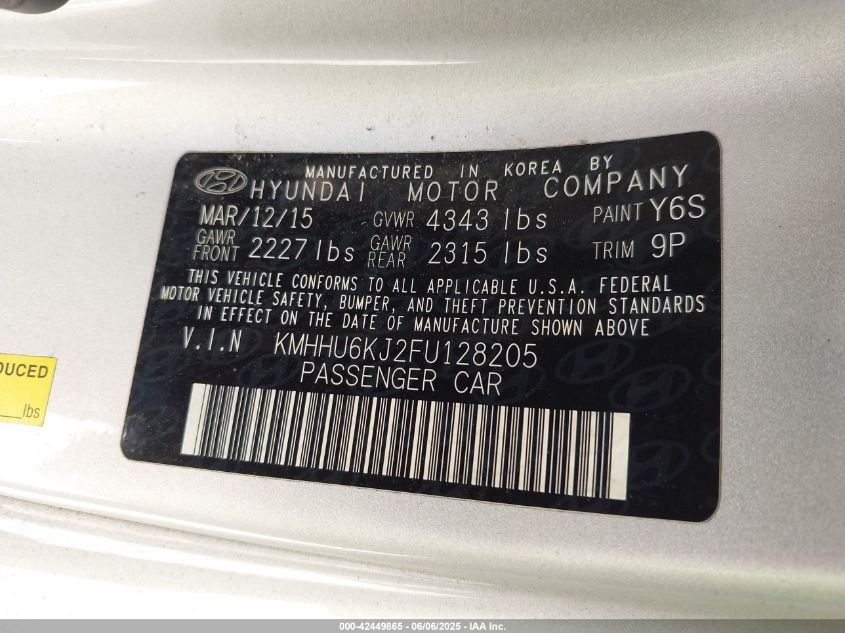 MANUFACTURED IN KOREA BY
HYUNDAI MOTOR COMPANY
MAR/12/15 GVWR 4343 lbs PAINT Y6S
GAWR FRONT 2227 lbs GAWR REAR 2315 lbs TRIM 9P
THIS VEHICLE CONFORMS TO ALL APPLICABLE U.S.A. FEDERAL
MOTOR VEHICLE SAFETY, BUMPER, AND THEFT PREVENTION STANDARDS
IN EFFECT ON THE DATE OF MANUFACTURE SHOWN ABOVE
V.I.N KMHHU6KJ2FU128205
PASSENGER CAR
DUCED
lbs
000-42449865 - 06/06/2025 - IAA Inc.